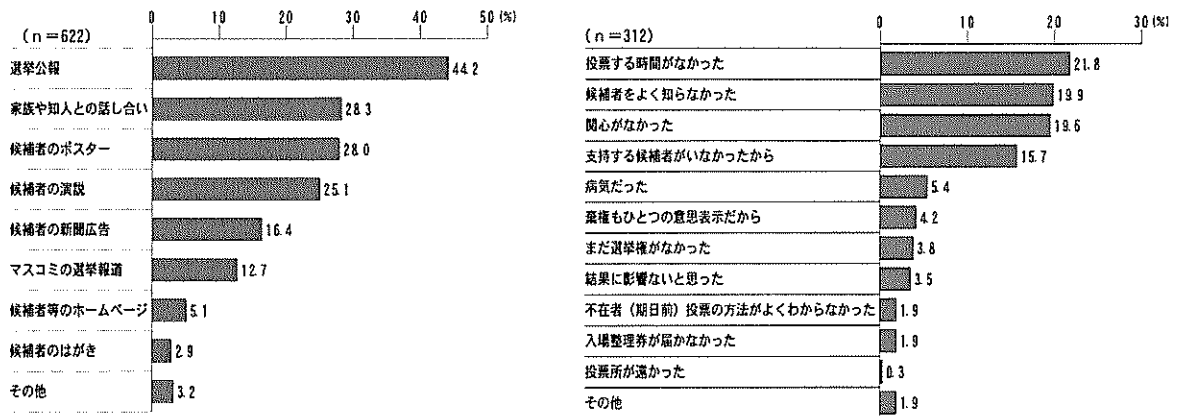 0 10 20 30 40 50 (%)
(n=622)
選挙公報 44.2
家族や知人との話し合い 28.3
候補者のポスター 28.0
候補者の演説 25.1
候補者の新聞広告 16.4
マスコミの選挙報道 12.7
候補者等のホームページ 5.1
候補者のはがき 2.9
その他 3.2
0 10 20 30 (%)
(n=312)
投票する時間がなかった 21.8
候補者をよく知らなかった 19.9
関心がなかった 19.6
支持する候補者がいなかったから 15.7
病気だった 5.4
棄権もひとつの意思表示だから 4.2
まだ選挙権がなかった 3.8
結果に影響ないと思った 3.5
不在者（期日前）投票の方法がよくわからなかった 1.9
入場整理券が届かなかった 1.9
投票所が遠かった 0.3
その他 1.9